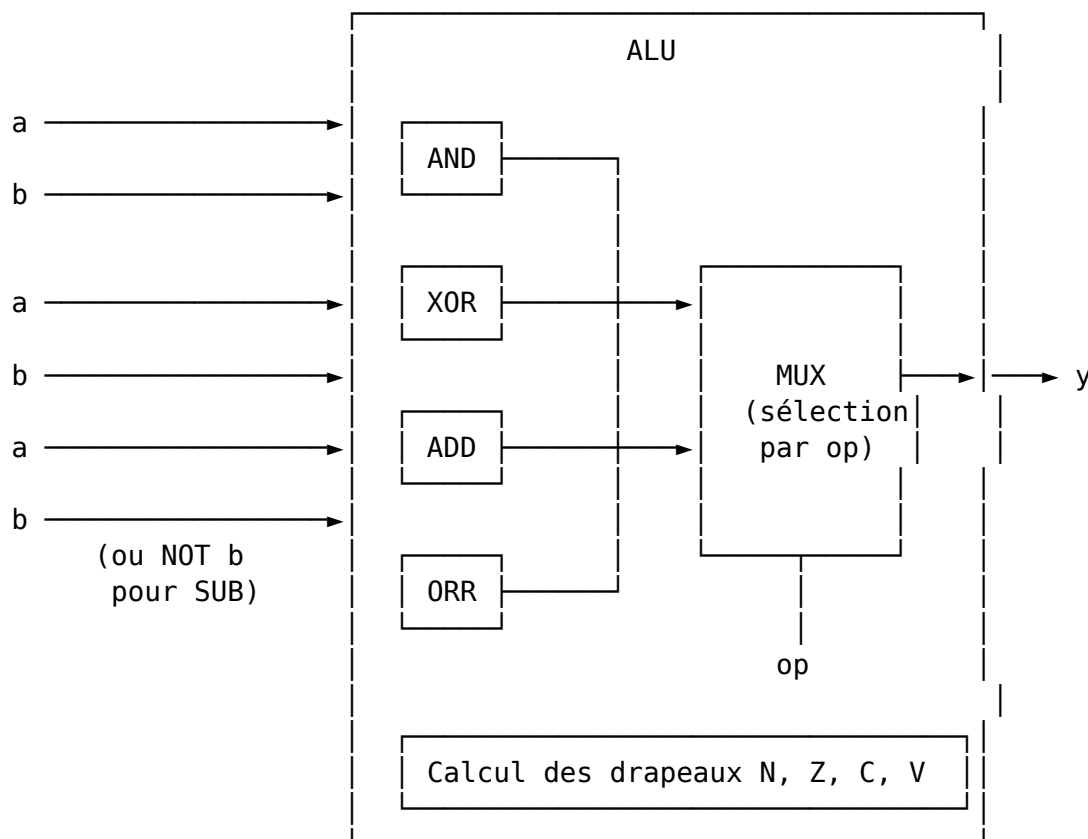 ALU
a
AND
b
a
XOR
b
MUX
y
(sélection
a
ADD
par op)
b
(ou NOT b
pour SUB)
ORR
op
Calcul des drapeaux N, Z, C, V